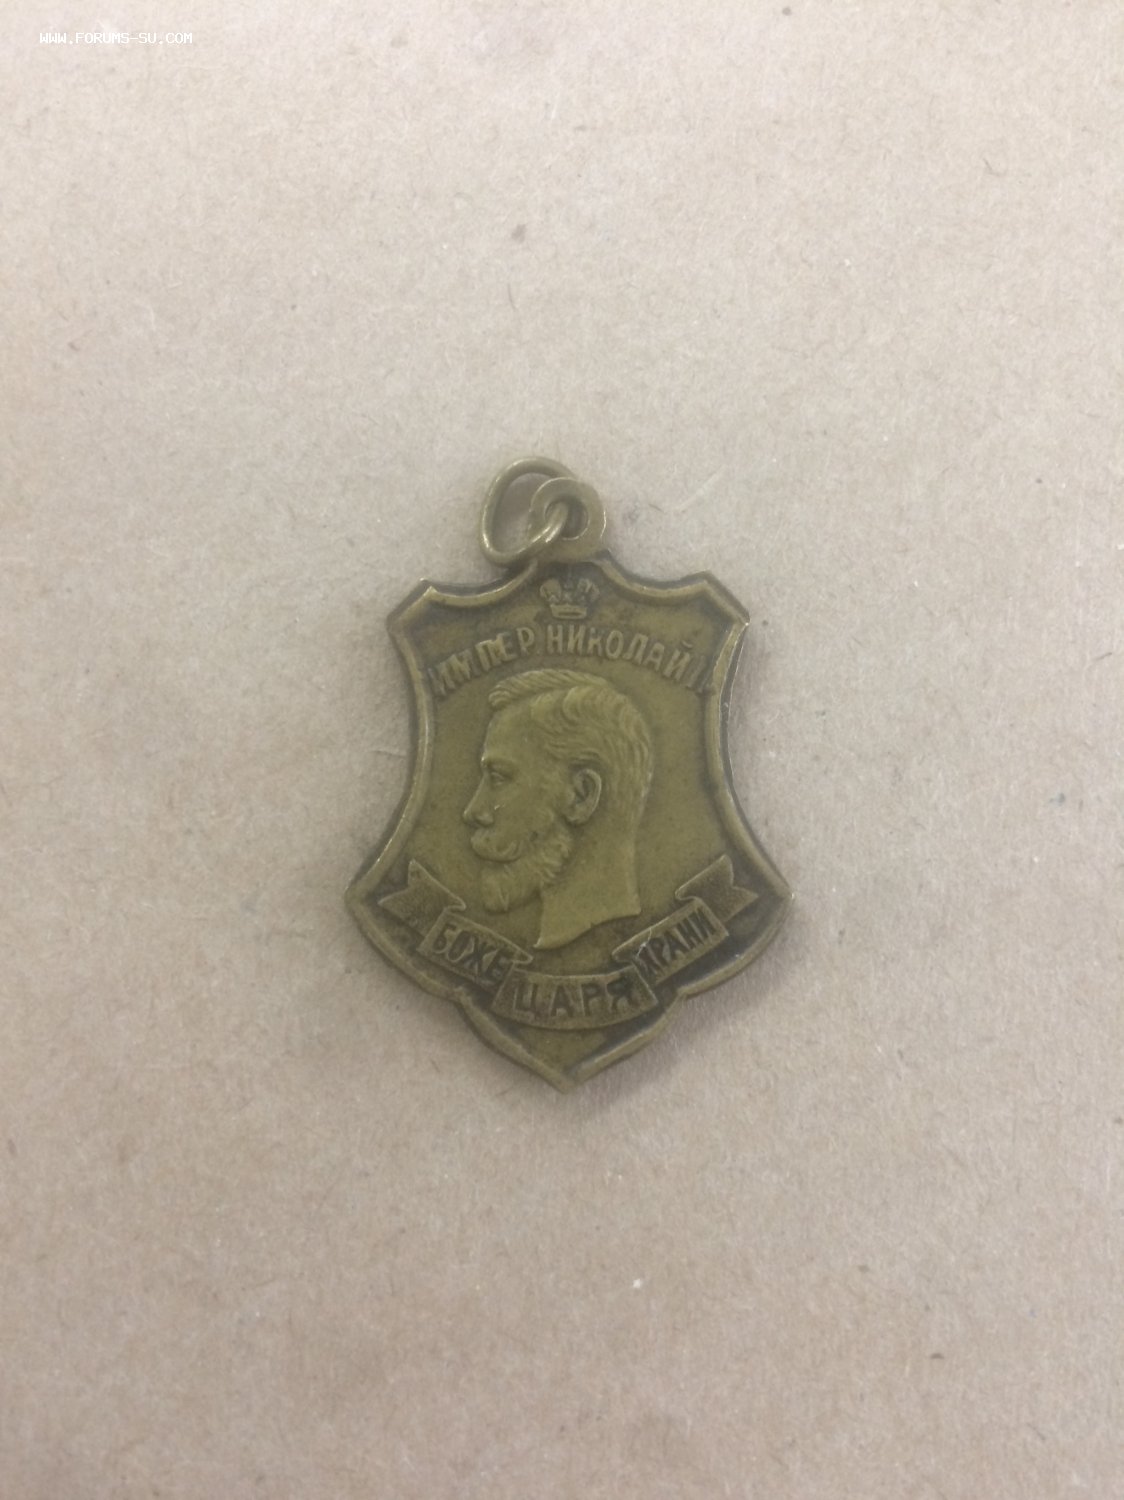 WWW.FORUMS-SU.COM
ИМПЕР. НИКОЛАЙ II.
БОЖЕ
ЦАРЯ
ХРАНИ